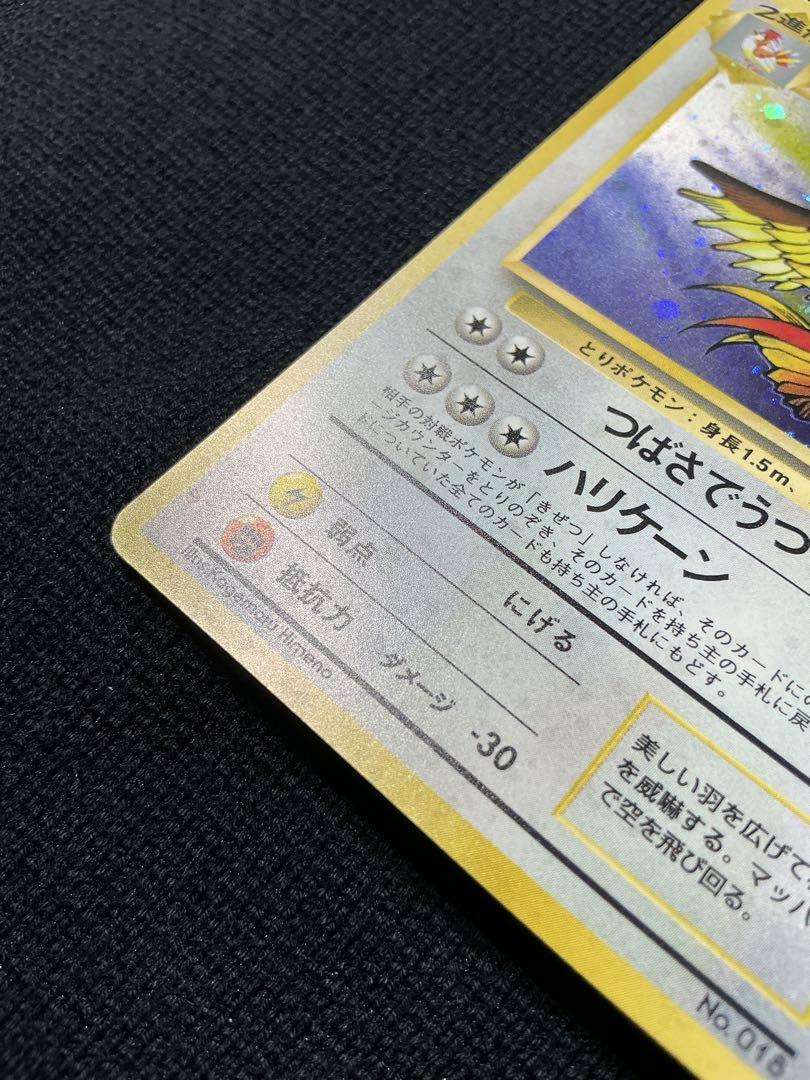 2進
とりポケモン：身長1.5m、
つばさでうつ
ハリケーン
相手の対戦ポケモンが「きぜつ」しなければ、そのカードに
ージカウンターをとりのぞき、そのカードを持ち主の手札に戻
ドについていた全てのカードも持ち主の手札にもどす。
弱点
抵抗力
にげる
ダメージ
-30
Illus. Kagemaru Himeno
美しい羽を広げて
を威嚇する。マッハ
で空を飛び回る。
No. 018